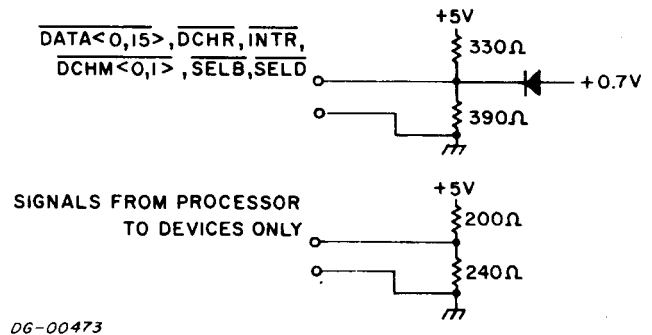 +5V
DATA<0,15>, DCHR, INTR,
330Ω
DCHM<0,1>, SELB, SELD
+0.7V
390Ω
+5V
SIGNALS FROM PROCESSOR
200Ω
TO DEVICES ONLY
240Ω
DG-00473